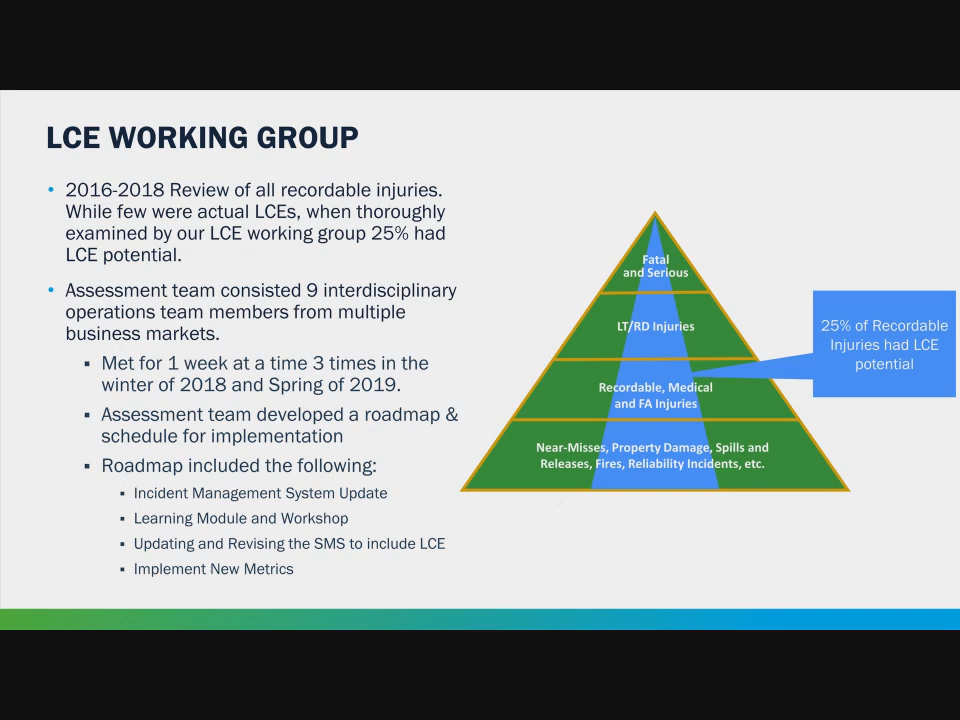 LCE WORKING GROUP
• 2016-2018 Review of all recordable injuries.
While few were actual LCEs, when thoroughly
examined by our LCE working group 25% had
LCE potential.
• Assessment team consisted 9 interdisciplinary
operations team members from multiple
business markets.
▪ Met for 1 week at a time 3 times in the
winter of 2018 and Spring of 2019.
▪ Assessment team developed a roadmap &
schedule for implementation
▪ Roadmap included the following:
▪ Incident Management System Update
▪ Learning Module and Workshop
▪ Updating and Revising the SMS to include LCE
▪ Implement New Metrics
Fatal
and Serious
LT/RD Injuries
Recordable, Medical
and FA Injuries
Near-Misses, Property Damage, Spills and
Releases, Fires, Reliability Incidents, etc.
25% of Recordable
Injuries had LCE
potential